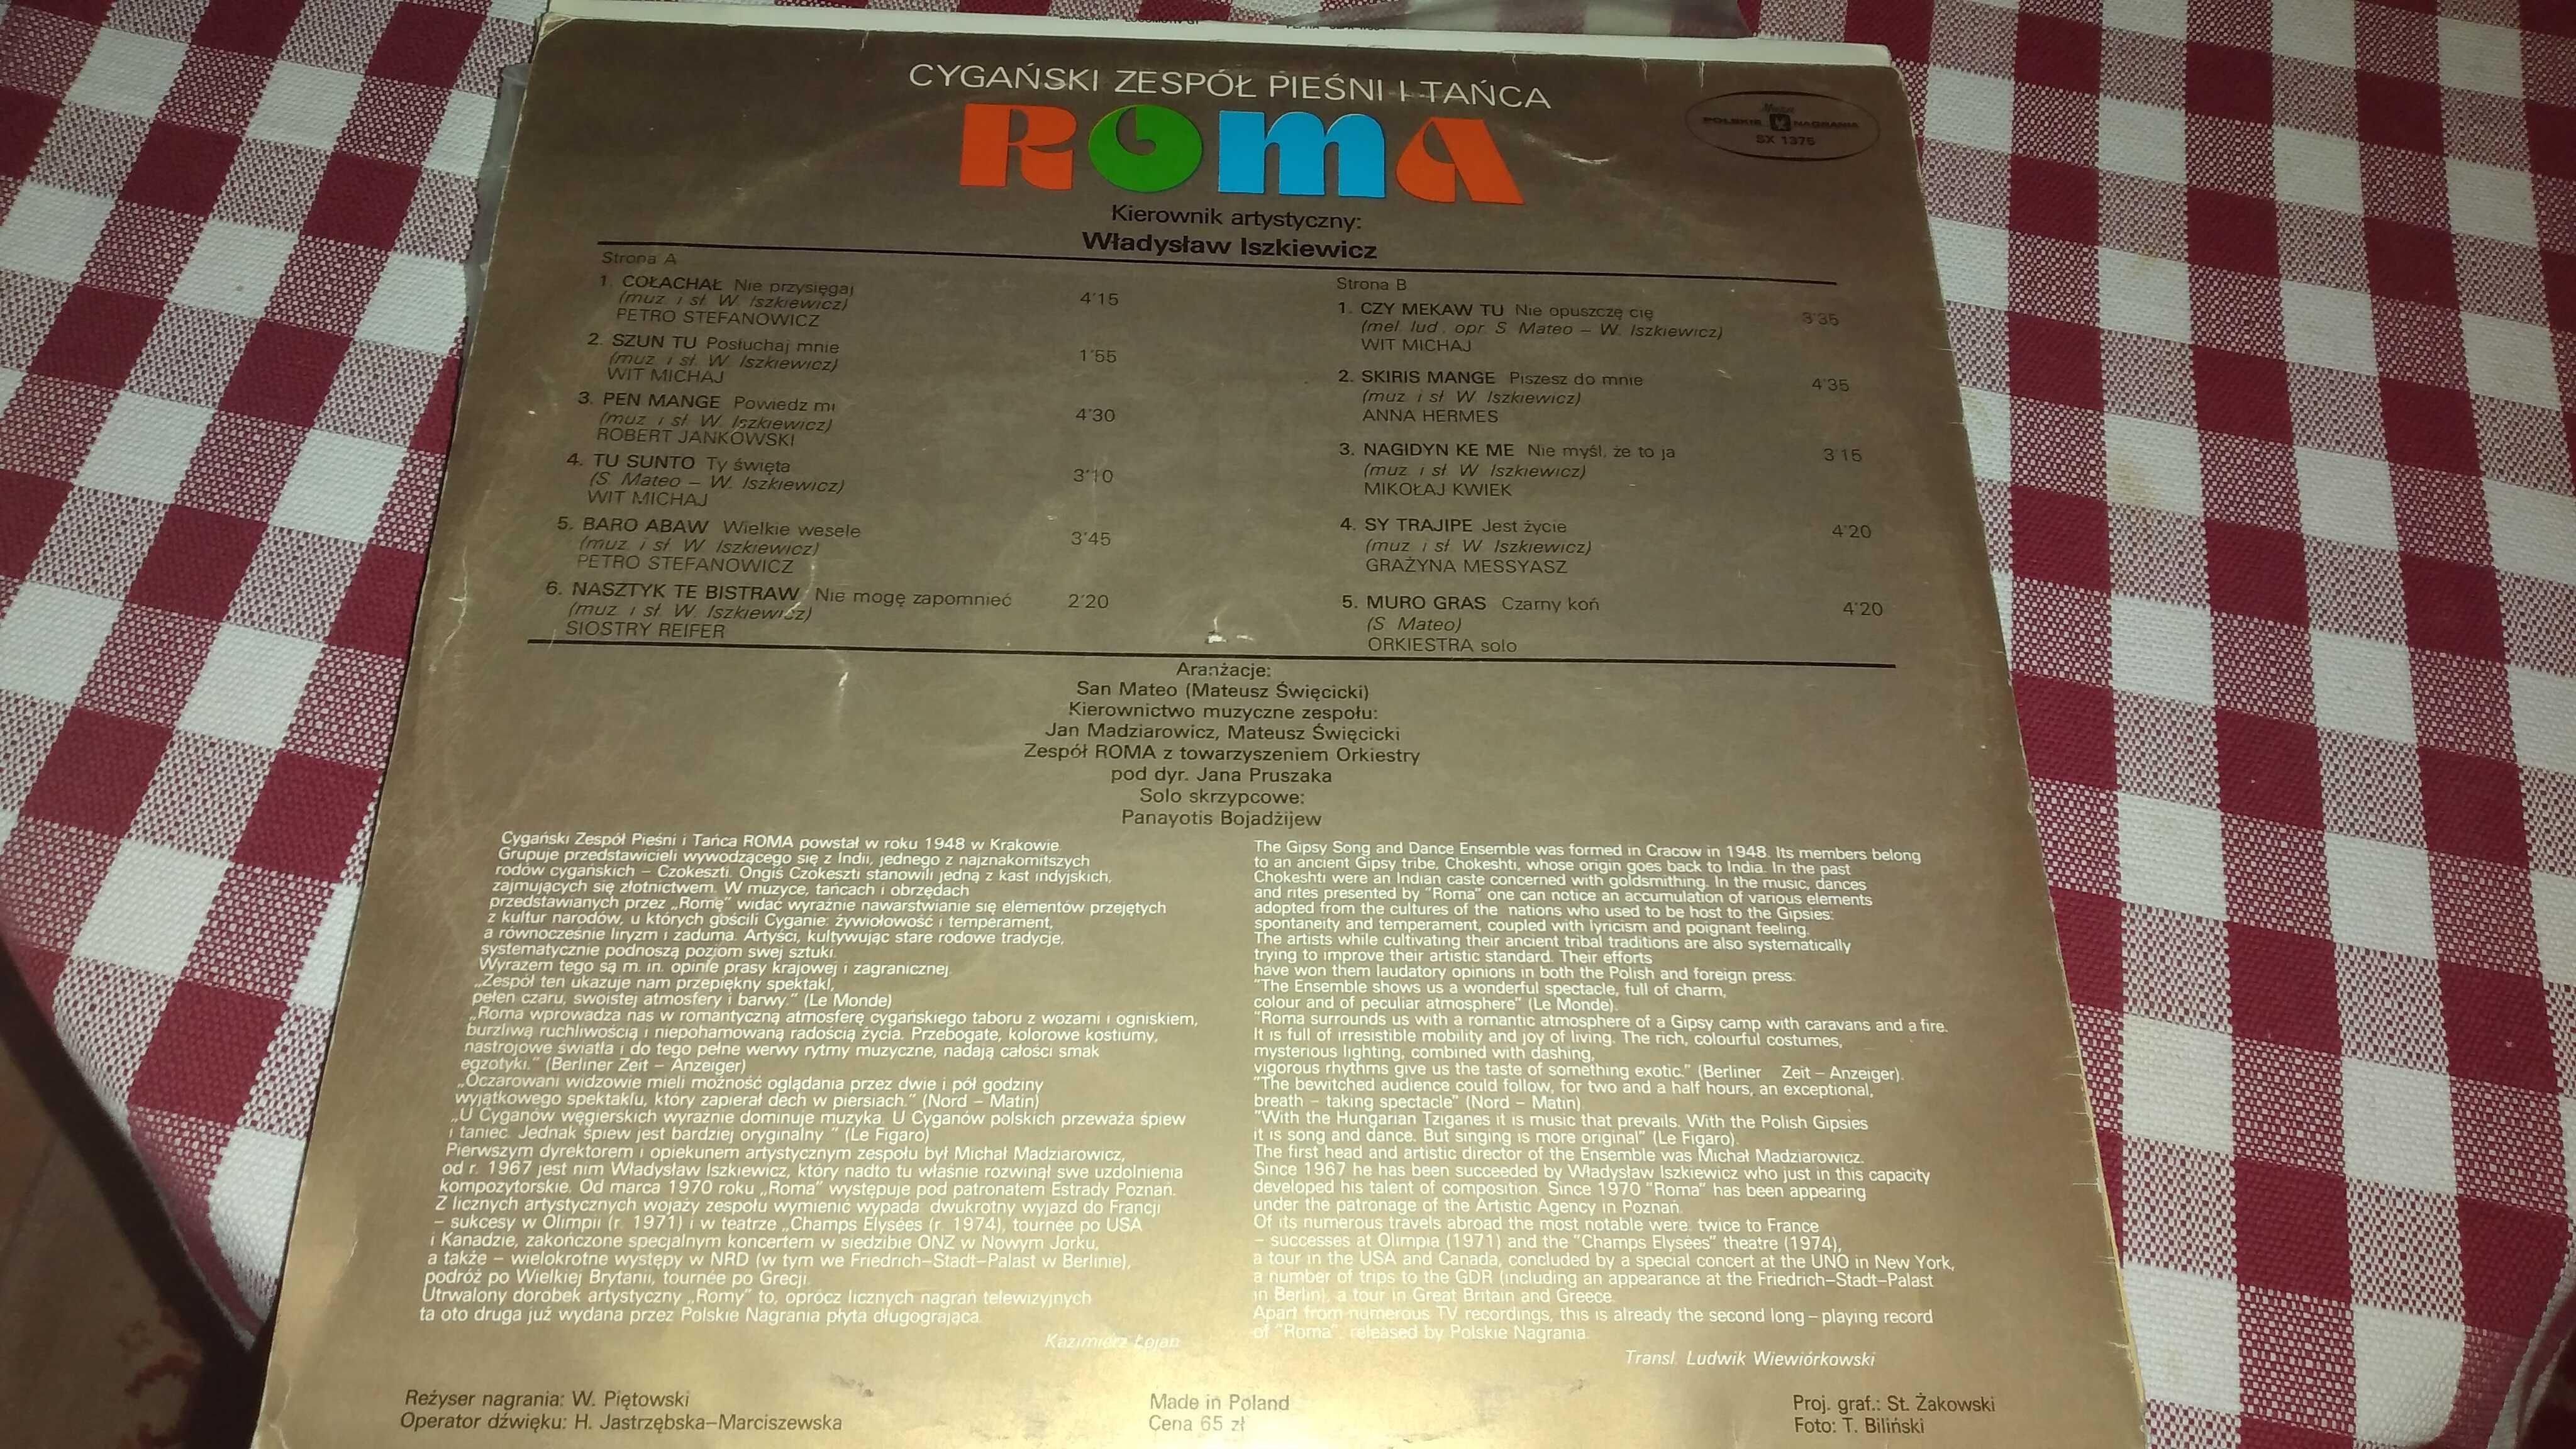 CYGAŃSKI ZESPÓŁ PIEŚNI I TAŃCA
ROMA
Muza
POLSKIE NAGRANIA
SX 1375
Kierownik artystyczny:
Władysław Iszkiewicz
Strona A
1. COŁACHAŁ Nie przysięgaj 4'15
(muz. i sł. W. Iszkiewicz)
PETRO STEFANOWICZ
2. SZUN TU Posłuchaj mnie 1'55
(muz. i sł. W. Iszkiewicz)
WIT MICHAJ
3. PEN MANGE Powiedz mi 4'30
(muz. i sł. W. Iszkiewicz)
ROBERT JANKOWSKI
4. TU SUNTO Ty święta 3'10
(S. Mateo – W. Iszkiewicz)
WIT MICHAJ
5. BARO ABAW Wielkie wesele 3'45
(muz. i sł. W. Iszkiewicz)
PETRO STEFANOWICZ
6. NASZTYK TE BISTRAW Nie mogę zapomnieć 2'20
(muz. i sł. W. Iszkiewicz)
SIOSTRY REIFER
Strona B
1. CZY MEKAW TU Nie opuszczę cię 3'35
(mel. lud., opr. S. Mateo – W. Iszkiewicz)
WIT MICHAJ
2. SKIRIS MANGE Piszesz do mnie 4'35
(muz. i sł. W. Iszkiewicz)
ANNA HERMES
3. NAGIDYN KE ME Nie myśl, że to ja 3'15
(muz. i sł. W. Iszkiewicz)
MIKOŁAJ KWIEK
4. SY TRAJIPE Jest życie 4'20
(muz. i sł. W. Iszkiewicz)
GRAŻYNA MESSYASZ
5. MURO GRAS Czarny koń 4'20
(S. Mateo)
ORKIESTRA solo
Aranżacje:
San Mateo (Mateusz Święcicki)
Kierownictwo muzyczne zespołu:
Jan Madziarowicz, Mateusz Święcicki
Zespół ROMA z towarzyszeniem Orkiestry
pod dyr. Jana Pruszaka
Solo skrzypcowe:
Panayotis Bojadżijew
Cygański Zespół Pieśni i Tańca ROMA powstał w roku 1948 w Krakowie.
Grupuje przedstawicieli wywodzącego się z Indii, jednego z najznakomitszych
rodów cygańskich – Czokeszti. Ongiś Czokeszti stanowili jedną z kast indyjskich,
zajmujących się złotnictwem. W muzyce, tańcach i obrzędach
przedstawianych przez „Romę" widać wyraźnie nawarstwianie się elementów przejętych
z kultur narodów, u których gościli Cyganie: żywiołowość i temperament,
a równocześnie liryzm i zaduma. Artyści, kultywując stare rodowe tradycje,
systematycznie podnoszą poziom swej sztuki.
Wyrazem tego są m. in. opinie prasy krajowej i zagranicznej.
„Zespół ten ukazuje nam przepiękny spektakl,
pełen czaru, swoistej atmosfery i barwy." (Le Monde)
„Roma wprowadza nas w romantyczną atmosferę cygańskiego taboru z wozami i ogniskiem,
burzliwą ruchliwością i niepohamowaną radością życia. Przebogate, kolorowe kostiumy,
nastrojowe światła i do tego pełne werwy rytmy muzyczne, nadają całości smak
egzotyki." (Berliner Zeit – Anzeiger)
„Oczarowani widzowie mieli możność oglądania przez dwie i pół godziny
wyjątkowego spektaklu, który zapierał dech w piersiach." (Nord – Matin)
„U Cyganów węgierskich wyraźnie dominuje muzyka. U Cyganów polskich przeważa śpiew
i taniec. Jednak śpiew jest bardziej oryginalny." (Le Figaro)
Pierwszym dyrektorem i opiekunem artystycznym zespołu był Michał Madziarowicz,
od r. 1967 jest nim Władysław Iszkiewicz, który nadto tu właśnie rozwinął swe uzdolnienia
kompozytorskie. Od marca 1970 roku „Roma" występuje pod patronatem Estrady Poznań.
Z licznych artystycznych wojaży zespołu wymienić wypada: dwukrotny wyjazd do Francji
– sukcesy w Olimpii (r. 1971) i w teatrze „Champs Elysées (r. 1974), tournée po USA
i Kanadzie, zakończone specjalnym koncertem w siedzibie ONZ w Nowym Jorku,
a także – wielokrotne występy w NRD (w tym we Friedrich–Stadt–Palast w Berlinie),
podróż po Wielkiej Brytanii, tournée po Grecji.
Utrwalony dorobek artystyczny „Romy" to, oprócz licznych nagrań telewizyjnych
ta oto druga już wydana przez Polskie Nagrania płyta długogrająca.
Kazimierz Łojan
The Gipsy Song and Dance Ensemble was formed in Cracow in 1948. Its members belong
to an ancient Gipsy tribe, Chokeshti, whose origin goes back to India. In the past
Chokeshti were an Indian caste concerned with goldsmithing. In the music, dances
and rites presented by "Roma" one can notice an accumulation of various elements
adopted from the cultures of the nations who used to be host to the Gipsies:
spontaneity and temperament, coupled with lyricism and poignant feeling.
The artists while cultivating their ancient tribal traditions are also systematically
trying to improve their artistic standard. Their efforts
have won them laudatory opinions in both the Polish and foreign press:
"The Ensemble shows us a wonderful spectacle, full of charm,
colour and of peculiar atmosphere" (Le Monde).
"Roma surrounds us with a romantic atmosphere of a Gipsy camp with caravans and a fire.
It is full of irresistible mobility and joy of living. The rich, colourful costumes,
mysterious lighting, combined with dashing,
vigorous rhythms give us the taste of something exotic." (Berliner Zeit – Anzeiger).
"The bewitched audience could follow, for two and a half hours, an exceptional,
breath – taking spectacle" (Nord – Matin).
"With the Hungarian Tziganes it is music that prevails. With the Polish Gipsies
it is song and dance. But singing is more original" (Le Figaro).
The first head and artistic director of the Ensemble was Michał Madziarowicz.
Since 1967 he has been succeeded by Władysław Iszkiewicz who just in this capacity
developed his talent of composition. Since 1970 "Roma" has been appearing
under the patronage of the Artistic Agency in Poznań.
Of its numerous travels abroad the most notable were: twice to France
– successes at Olimpia (1971) and the "Champs Elysées" theatre (1974),
a tour in the USA and Canada, concluded by a special concert at the UNO in New York,
a number of trips to the GDR (including an appearance at the Friedrich–Stadt–Palast
in Berlin), a tour in Great Britain and Greece.
Apart from numerous TV recordings, this is already the second long – playing record
of "Roma", released by Polskie Nagrania.
Transl. Ludwik Wiewiórkowski
Reżyser nagrania: W. Piętowski
Operator dźwięku: H. Jastrzębska–Marciszewska
Made in Poland
Cena 65 zł
Proj. graf.: St. Żakowski
Foto: T. Biliński